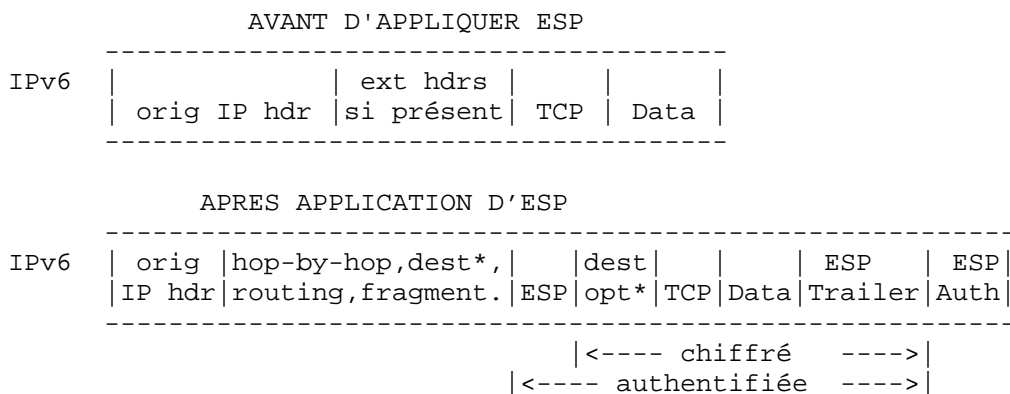 AVANT D'APPLIQUER ESP
---------------------------------------
IPv6 | | ext hdrs | | |
| orig IP hdr |si présent| TCP | Data |
---------------------------------------
APRES APPLICATION D’ESP
---------------------------------------------------------
IPv6 | orig |hop-by-hop,dest*,| |dest| | | ESP | ESP|
|IP hdr|routing,fragment.|ESP|opt*|TCP|Data|Trailer|Auth|
---------------------------------------------------------
|<---- chiffré ---->|
|<---- authentifiée ---->|